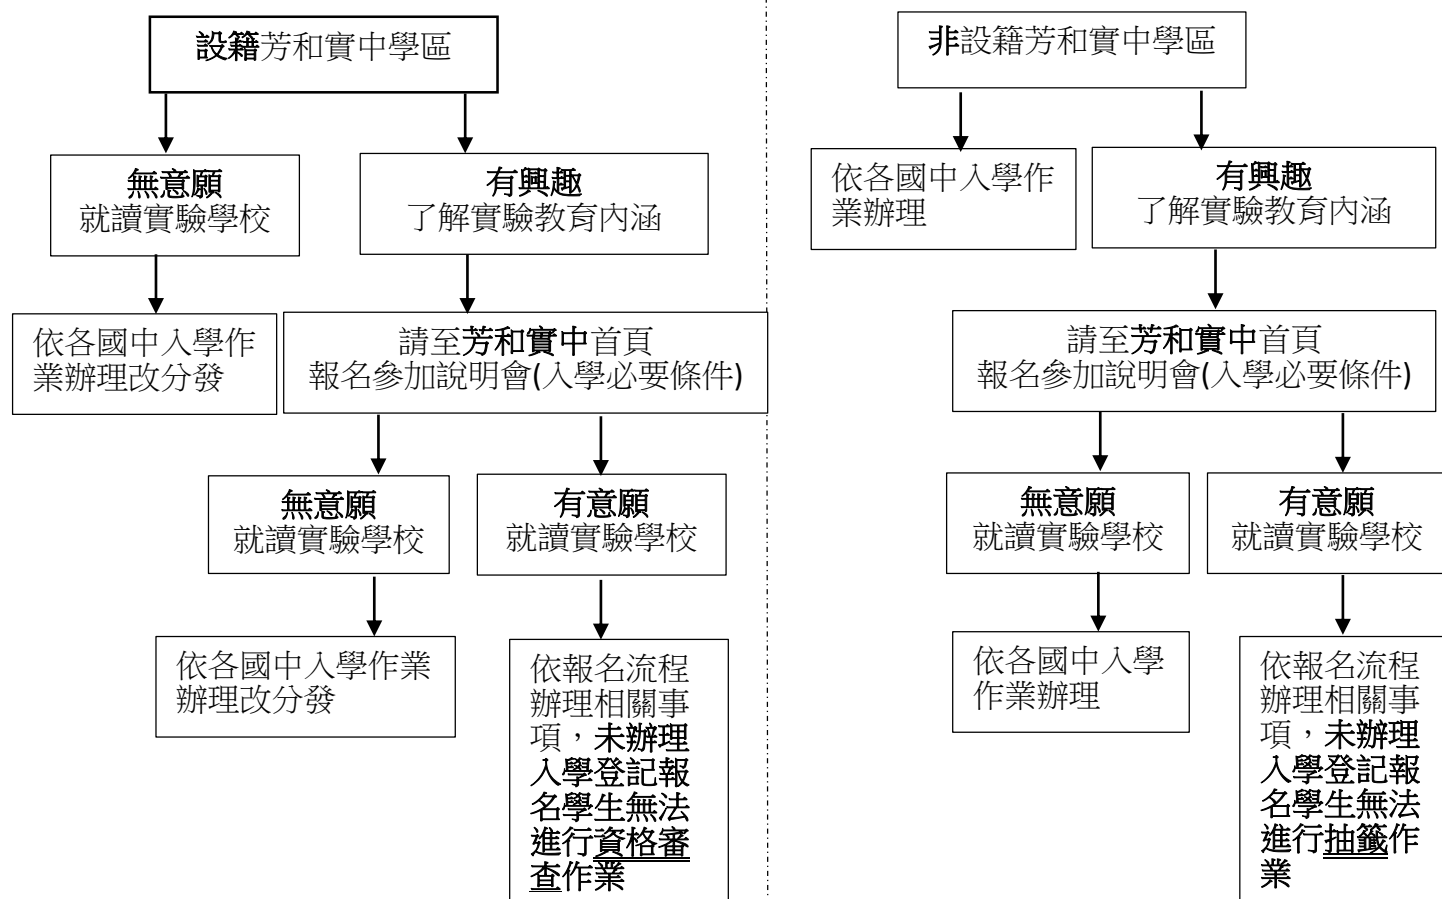 設籍芳和實中學區
無意願
就讀實驗學校
有興趣
了解實驗教育內涵
依各國中入學作
業辦理改分發
請至芳和實中首頁
報名參加說明會(入學必要條件)
無意願
就讀實驗學校
有意願
就讀實驗學校
依各國中入學作業
辦理改分發
依報名流程
辦理相關事
項，未辦理
入學登記報
名學生無法
進行資格審
查作業
非設籍芳和實中學區
依各國中入學作
業辦理
有興趣
了解實驗教育內涵
請至芳和實中首頁
報名參加說明會(入學必要條件)
無意願
就讀實驗學校
有意願
就讀實驗學校
依各國中入學
作業辦理
依報名流程
辦理相關事
項，未辦理
入學登記報
名學生無法
進行抽籤作
業